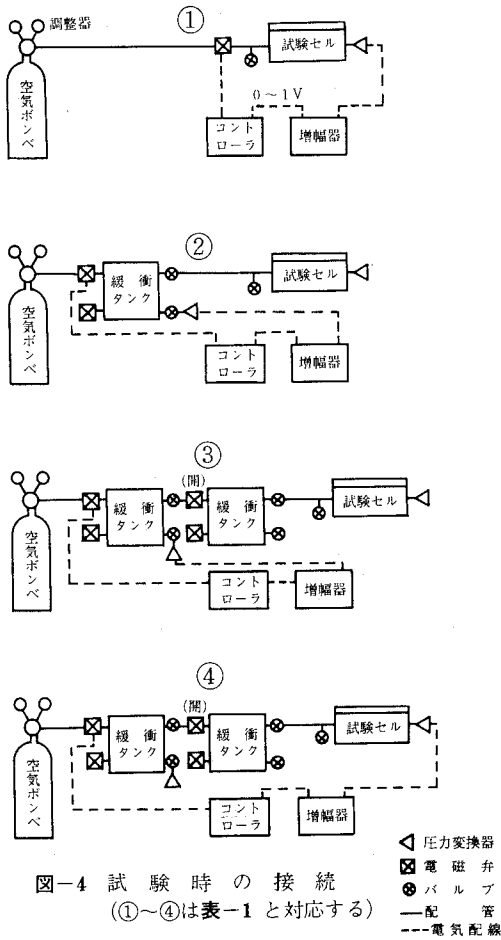 ①
調整器
空気ボンベ
試験セル
0～1V
コント
ローラ
増幅器
②
空気ボンベ
緩衝
タンク
試験セル
コント
ローラ
増幅器
③
(開)
空気ボンベ
緩衝
タンク
緩衝
タンク
試験セル
コント
ローラ
増幅器
④
(開)
空気ボンベ
緩衝
タンク
緩衝
タンク
試験セル
コント
ローラ
増幅器
圧力変換器
電磁弁
バルブ
配管
電気配線
図－4 試験時の接続
(①～④は表－1と対応する)